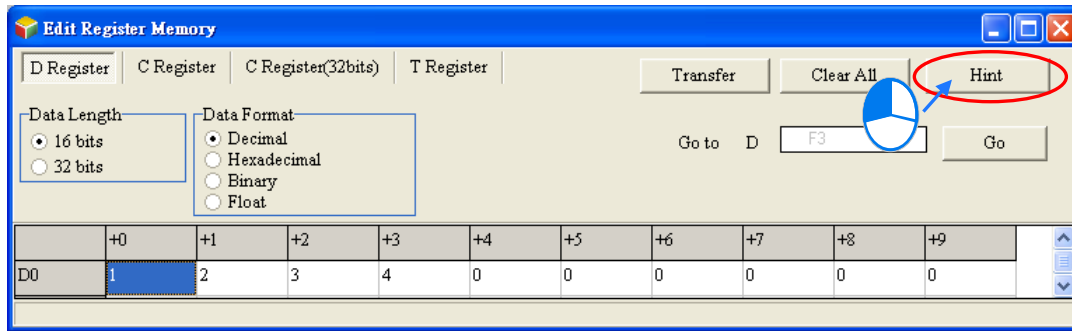 Edit Register Memory
D Register C Register C Register(32bits) T Register Transfer Clear All Hint
Data Length Data Format
16 bits Decimal Go to D F3 Go
32 bits Hexadecimal
Binary
Float
+0 +1 +2 +3 +4 +5 +6 +7 +8 +9
D0 1 2 3 4 0 0 0 0 0 0